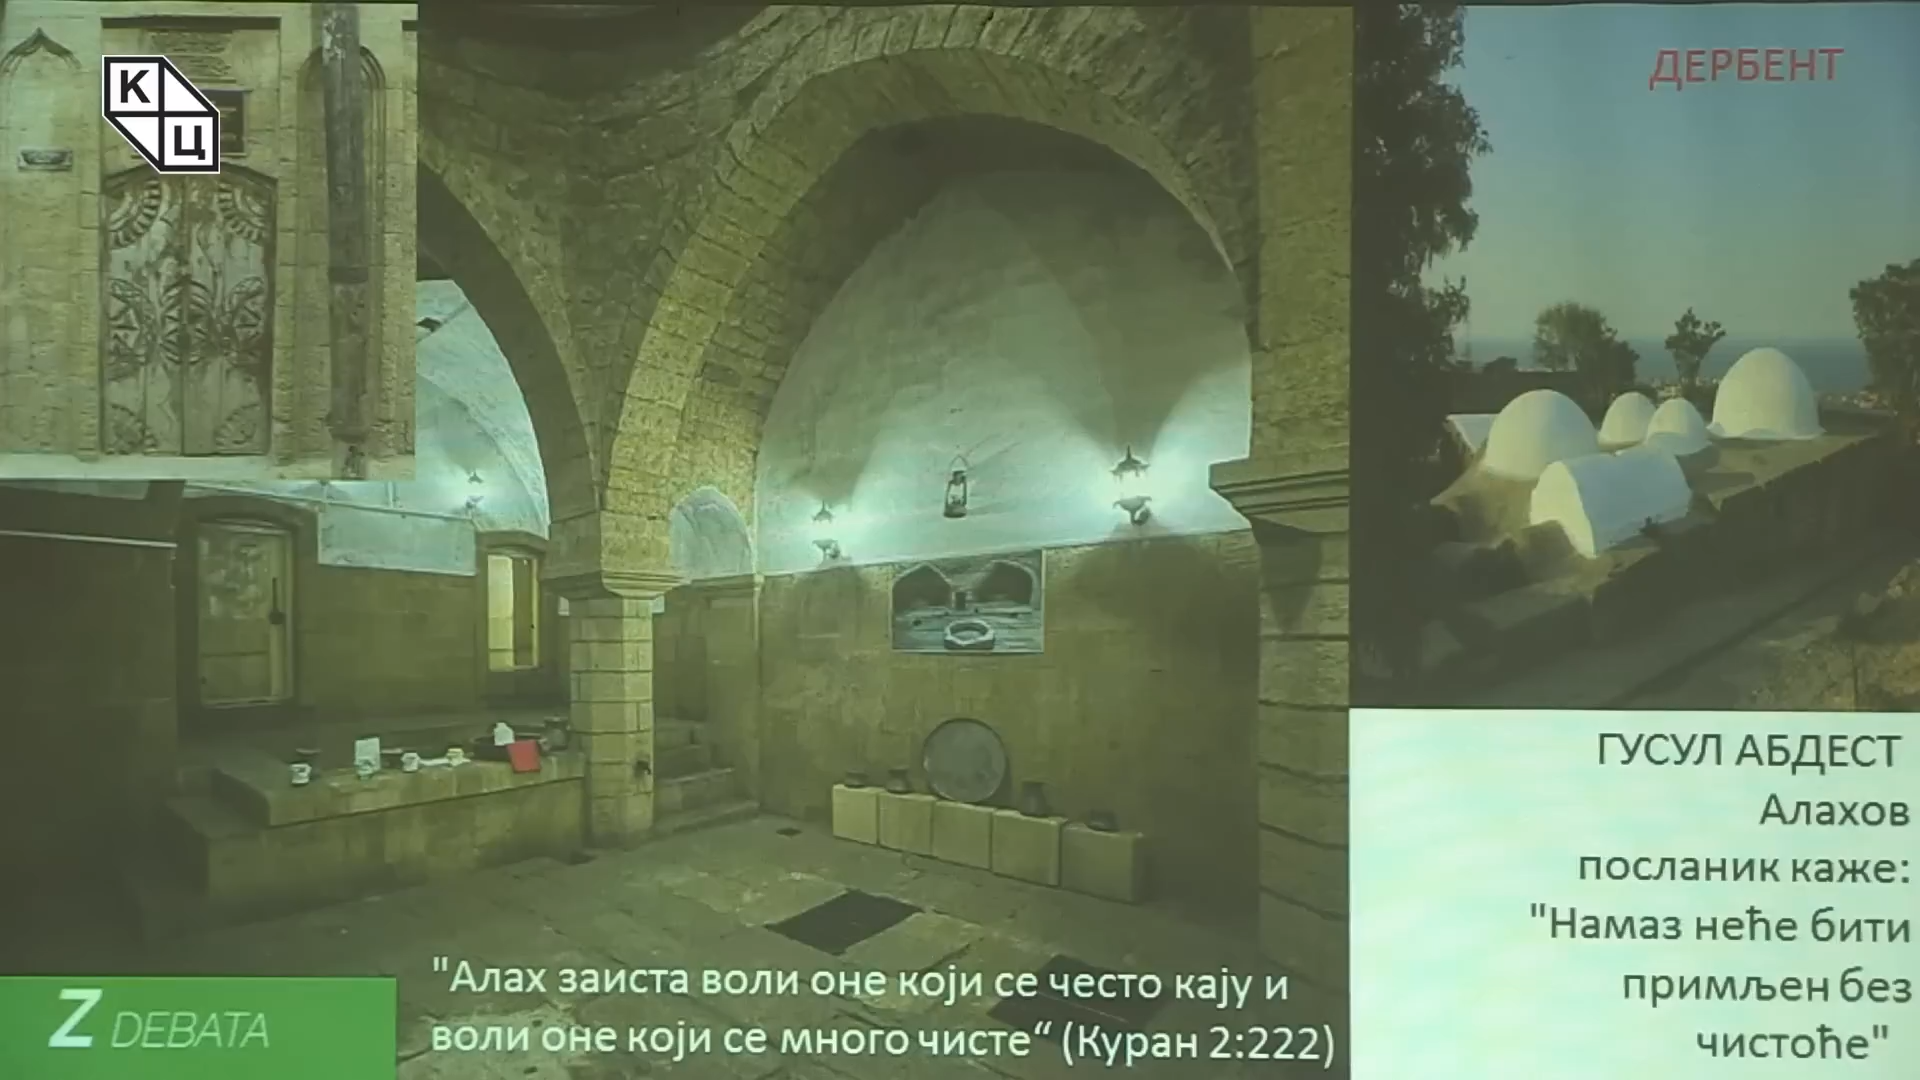 К
Ц
ДЕРБЕНТ
ГУСУЛ АБДЕСТ
Алахов
посланик каже:
"Намаз неће бити
примљен без
чистоће"
"Алах заиста воли оне који се често кају и
воли оне који се много чисте“ (Куран 2:222)
Z DEBATA